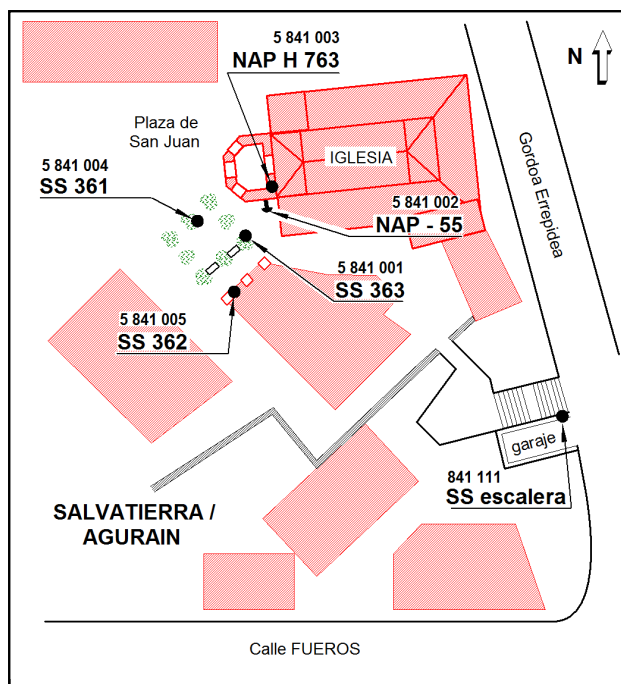 5 841 003
NAP H 763
N
Plaza de
San Juan
Gordoa Errepidea
IGLESIA
5 841 004
SS 361
5 841 002
NAP - 55
5 841 001
SS 363
5 841 005
SS 362
garaje
841 111
SS escalera
SALVATIERRA /
AGURAIN
Calle FUEROS